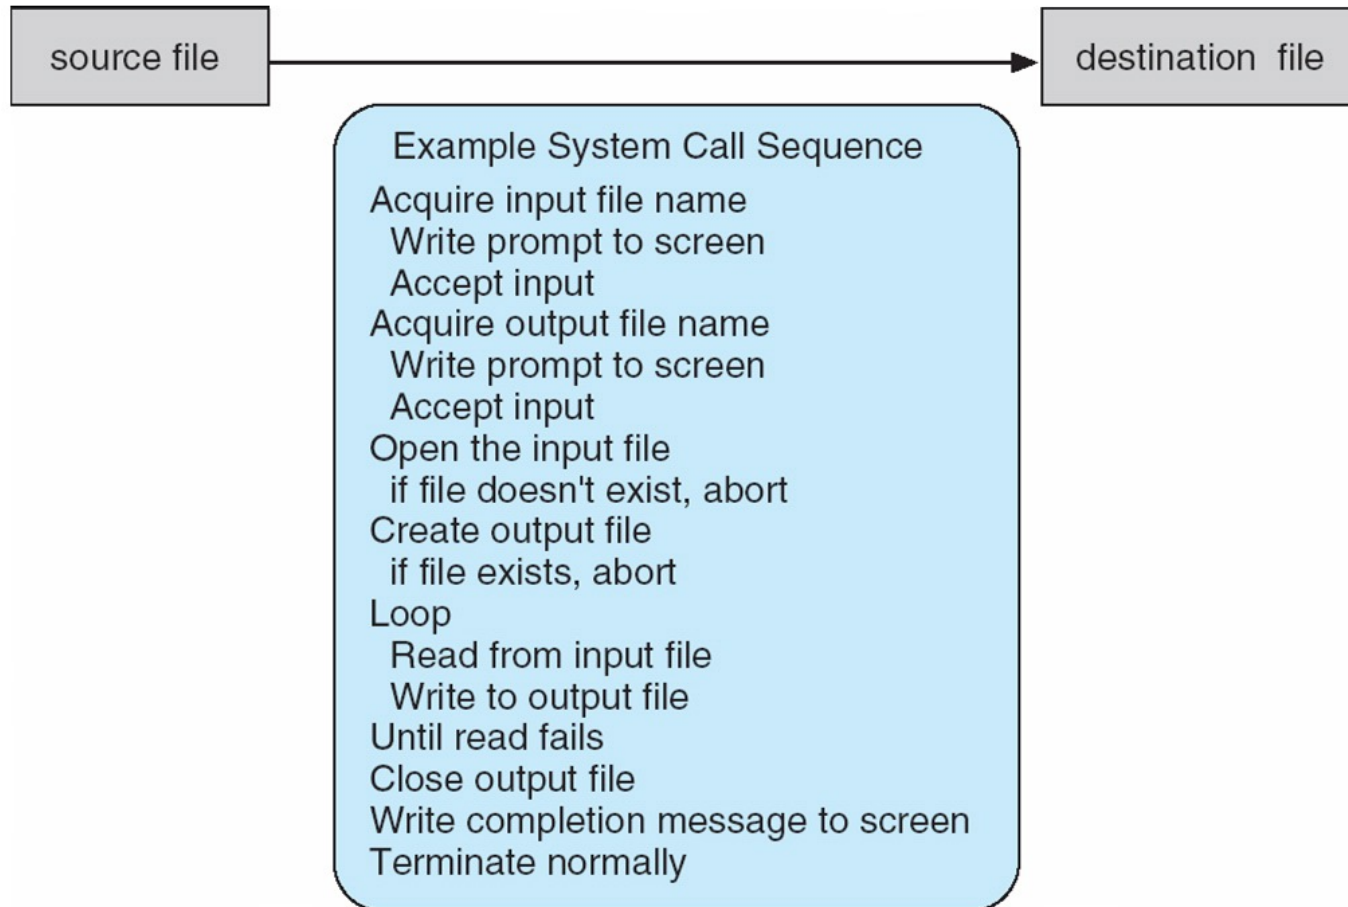 source file
destination file
Example System Call Sequence
Acquire input file name
Write prompt to screen
Accept input
Acquire output file name
Write prompt to screen
Accept input
Open the input file
if file doesn't exist, abort
Create output file
if file exists, abort
Loop
Read from input file
Write to output file
Until read fails
Close output file
Write completion message to screen
Terminate normally